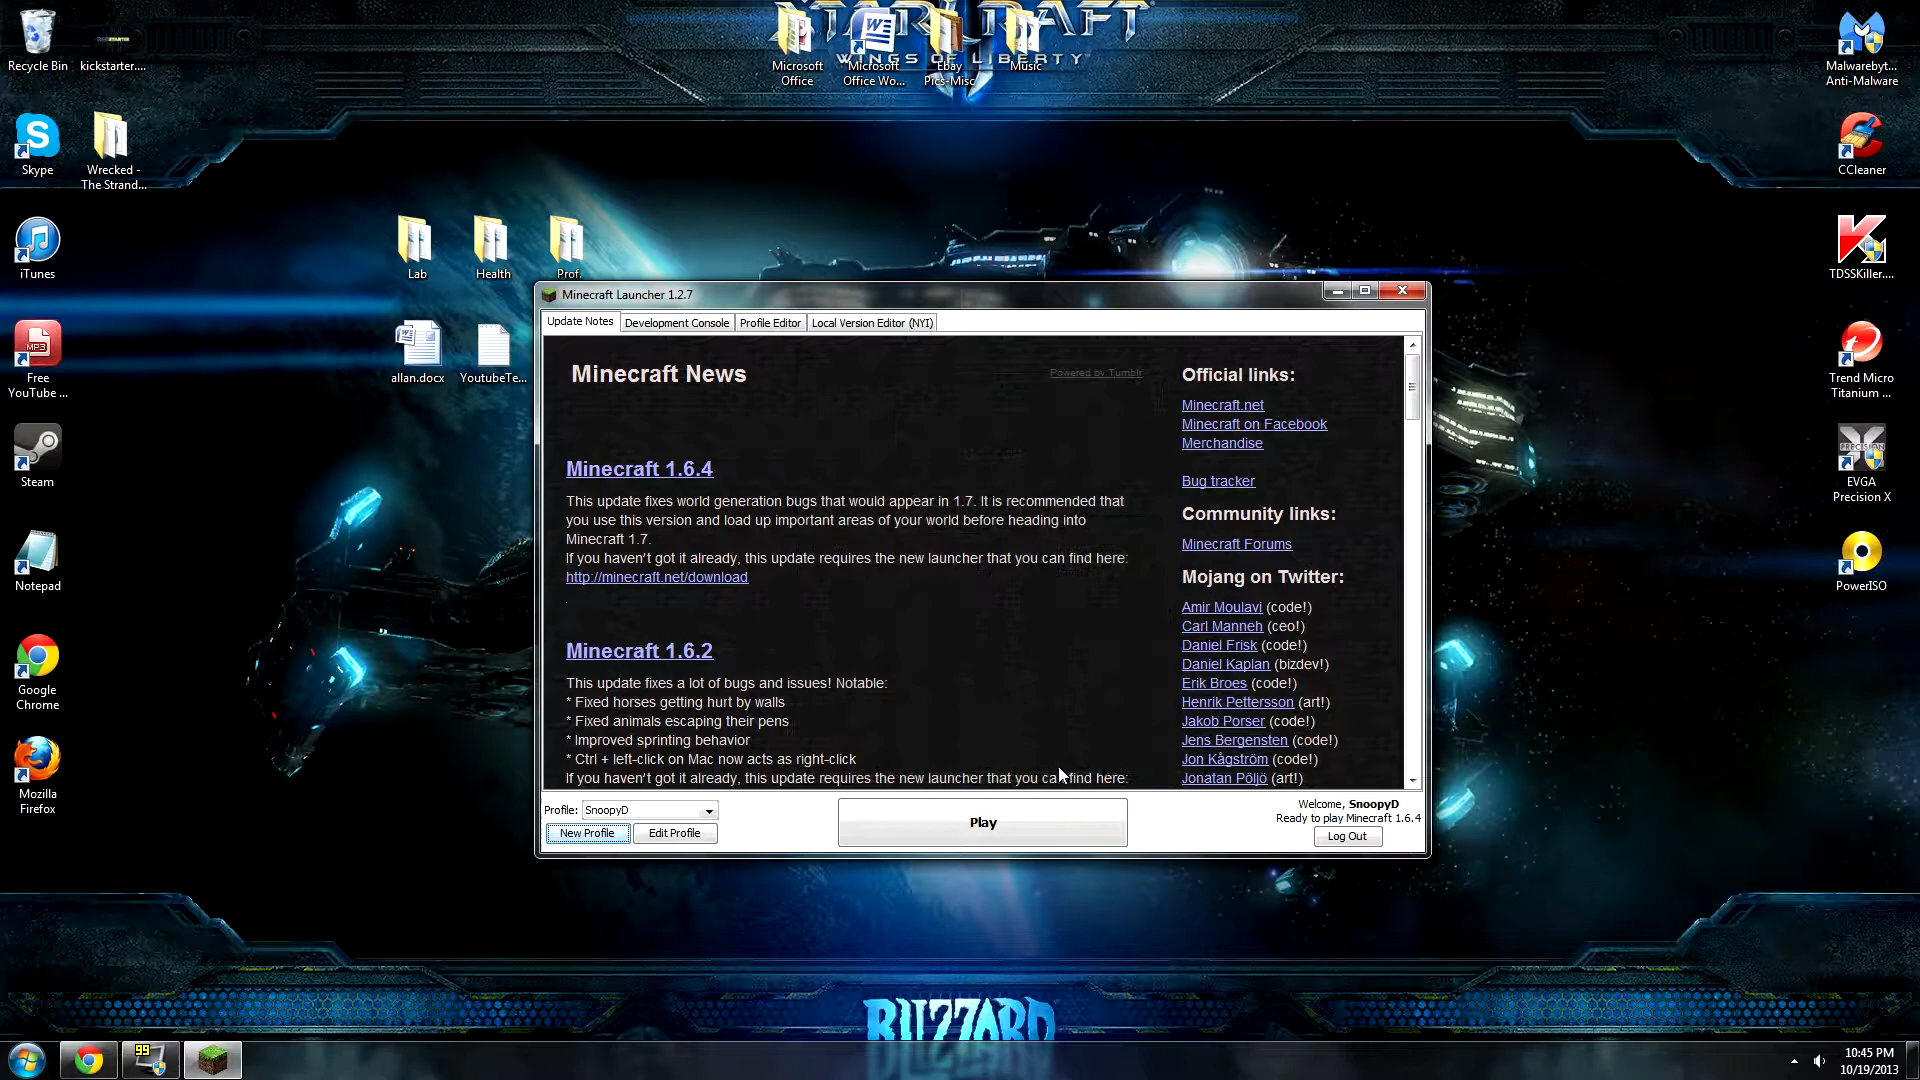 STARCRAFT
WINGS OF LIBERTY
Recycle Bin
kickstarter....
Microsoft
Office
Microsoft
Office Wo...
Ebay
Pics-Misc
Music
Malwarebyt...
Anti-Malware
Skype
Wrecked -
The Strand...
CCleaner
iTunes
Lab
Health
Prof.
TDSSKiller....
Free
YouTube ...
allan.docx
YoutubeTe...
Trend Micro
Titanium ...
Steam
EVGA
Precision X
Notepad
PowerISO
Google
Chrome
Mozilla
Firefox
Minecraft Launcher 1.2.7
Update Notes
Development Console
Profile Editor
Local Version Editor (NYI)
Minecraft News
Powered by Tumblr
Minecraft 1.6.4
This update fixes world generation bugs that would appear in 1.7. It is recommended that
you use this version and load up important areas of your world before heading into
Minecraft 1.7.
If you haven't got it already, this update requires the new launcher that you can find here:
http://minecraft.net/download
.
Minecraft 1.6.2
This update fixes a lot of bugs and issues! Notable:
* Fixed horses getting hurt by walls
* Fixed animals escaping their pens
* Improved sprinting behavior
* Ctrl + left-click on Mac now acts as right-click
If you haven't got it already, this update requires the new launcher that you can find here:
Official links:
Minecraft.net
Minecraft on Facebook
Merchandise
Bug tracker
Community links:
Minecraft Forums
Mojang on Twitter:
Amir Moulavi (code!)
Carl Manneh (ceo!)
Daniel Frisk (code!)
Daniel Kaplan (bizdev!)
Erik Broes (code!)
Henrik Pettersson (art!)
Jakob Porser (code!)
Jens Bergensten (code!)
Jon Kågström (code!)
Jonatan Pöljö (art!)
Profile: SnoopyD
New Profile
Edit Profile
Play
Welcome, SnoopyD
Ready to play Minecraft 1.6.4
Log Out
BLIZZARD
99
10:45 PM
10/19/2013